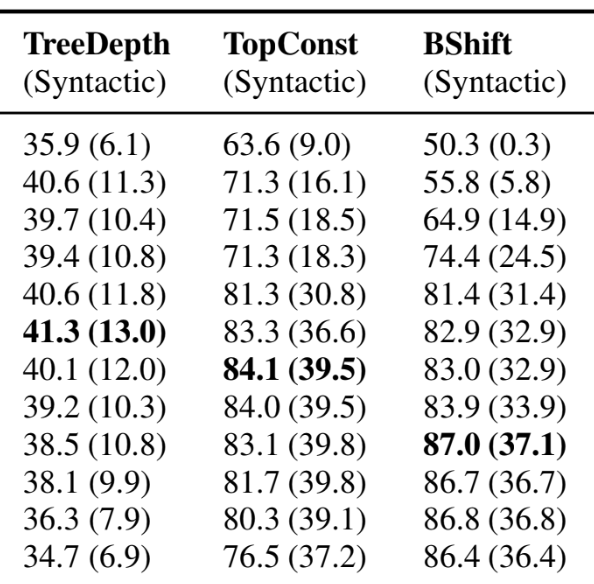 TreeDepth TopConst BShift
(Syntactic) (Syntactic) (Syntactic)
35.9 (6.1) 63.6 (9.0) 50.3 (0.3)
40.6 (11.3) 71.3 (16.1) 55.8 (5.8)
39.7 (10.4) 71.5 (18.5) 64.9 (14.9)
39.4 (10.8) 71.3 (18.3) 74.4 (24.5)
40.6 (11.8) 81.3 (30.8) 81.4 (31.4)
41.3 (13.0) 83.3 (36.6) 82.9 (32.9)
40.1 (12.0) 84.1 (39.5) 83.0 (32.9)
39.2 (10.3) 84.0 (39.5) 83.9 (33.9)
38.5 (10.8) 83.1 (39.8) 87.0 (37.1)
38.1 (9.9) 81.7 (39.8) 86.7 (36.7)
36.3 (7.9) 80.3 (39.1) 86.8 (36.8)
34.7 (6.9) 76.5 (37.2) 86.4 (36.4)